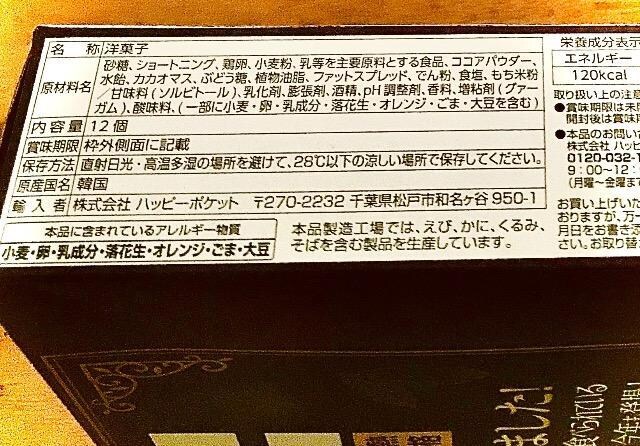 名 称 洋菓子
原材料名 砂糖、ショートニング、鶏卵、小麦粉、乳等を主要原料とする食品、ココアパウダー、
水飴、カカオマス、ぶどう糖、植物油脂、ファットスプレッド、でん粉、食塩、もち米粉
／甘味料（ソルビトール）、乳化剤、膨張剤、酒精、pH調整剤、香料、増粘剤（グァー
ガム）、酸味料、（一部に小麦・卵・乳成分・落花生・オレンジ・ごま・大豆を含む）
内容量 12個
賞味期限 枠外側面に記載
保存方法 直射日光・高温多湿の場所を避けて、28℃以下の涼しい場所で保存してください。
原産国名 韓国
輸入者 株式会社 ハッピーポケット 〒270-2232 千葉県松戸市和名ヶ谷 950-1
本品に含まれているアレルギー物質
小麦・卵・乳成分・落花生・オレンジ・ごま・大豆
本品製造工場では、えび、かに、くるみ、
そばを含む製品を生産しています。
栄養成分表示
エネルギー
120kcal
取り扱い上の注意
●賞味期限は未開
開封後は賞味期
●本品のお問い
株式会社 ハッピ
0120-032-1
9：00～12：
（月曜～金曜まで
お買い上げいた
おりますが、万
月日をお書き添
さい。お取り替
ました！